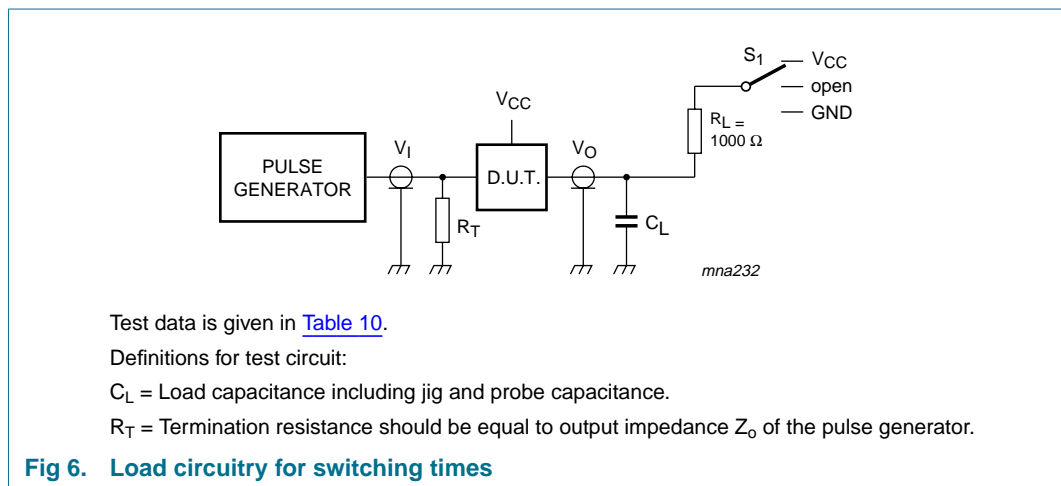 S1
VCC
open
GND
RL =
1000 Ω
VCC
VI
VO
PULSE
GENERATOR
D.U.T.
RT
CL
mna232
Test data is given in Table 10.
Definitions for test circuit:
CL = Load capacitance including jig and probe capacitance.
RT = Termination resistance should be equal to output impedance Zo of the pulse generator.
Fig 6. Load circuitry for switching times